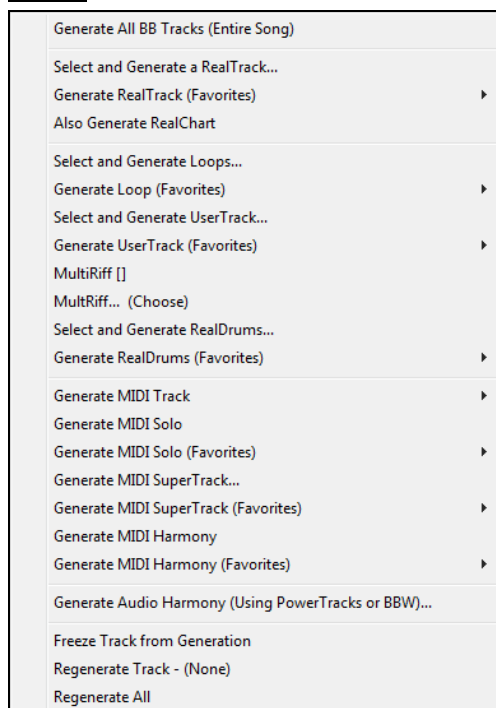 Generate All BB Tracks (Entire Song)
Select and Generate a RealTrack...
Generate RealTrack (Favorites)
Also Generate RealChart
Select and Generate Loops...
Generate Loop (Favorites)
Select and Generate UserTrack...
Generate UserTrack (Favorites)
MultiRiff []
MultRiff... (Choose)
Select and Generate RealDrums...
Generate RealDrums (Favorites)
Generate MIDI Track
Generate MIDI Solo
Generate MIDI Solo (Favorites)
Generate MIDI SuperTrack...
Generate MIDI SuperTrack (Favorites)
Generate MIDI Harmony
Generate MIDI Harmony (Favorites)
Generate Audio Harmony (Using PowerTracks or BBW)...
Freeze Track from Generation
Regenerate Track - (None)
Regenerate All